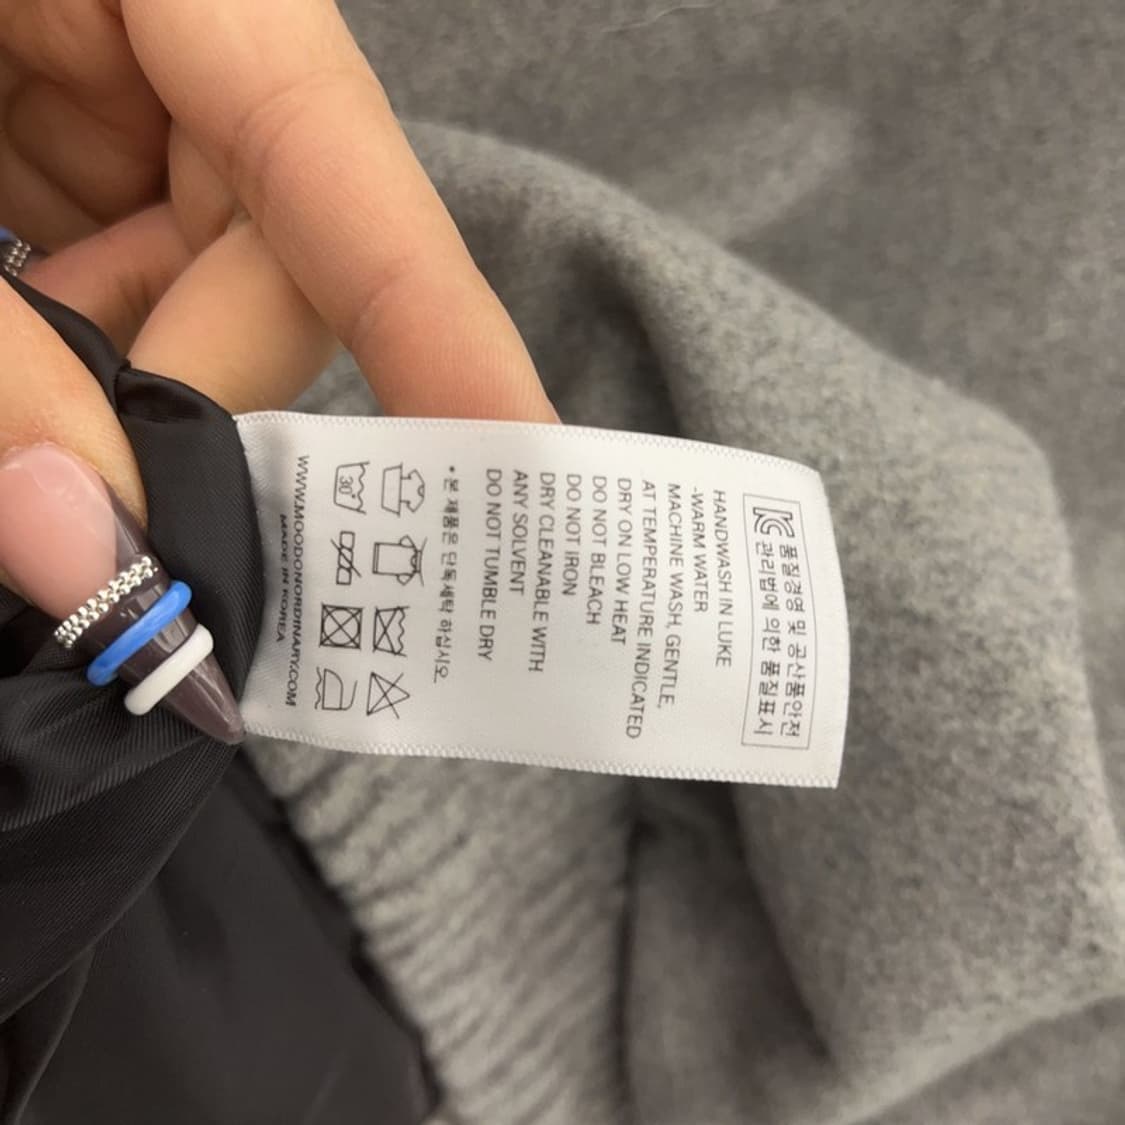 품질경영 및 공산품안전
관리법에 의한 품질표시
HANDWASH IN LUKE
-WARM WATER
MACHINE WASH, GENTLE,
AT TEMPERATURE INDICATED
DRY ON LOW HEAT
DO NOT BLEACH
DO NOT IRON
DRY CLEANABLE WITH
ANY SOLVENT
DO NOT TUMBLE DRY
*본 제품은 단독세탁 하십시오.
30
WWW.MOODONORDINARY.COM
MADE IN KOREA